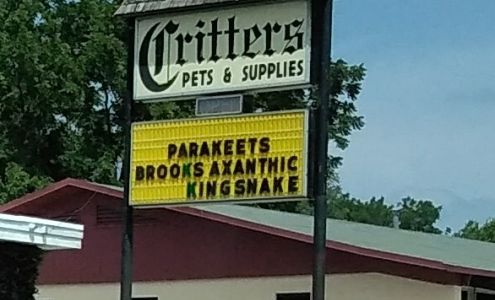 Critters
PETS & SUPPLIES
PARAKEETS
BROOKS AXANTHIC
KINGSNAKE